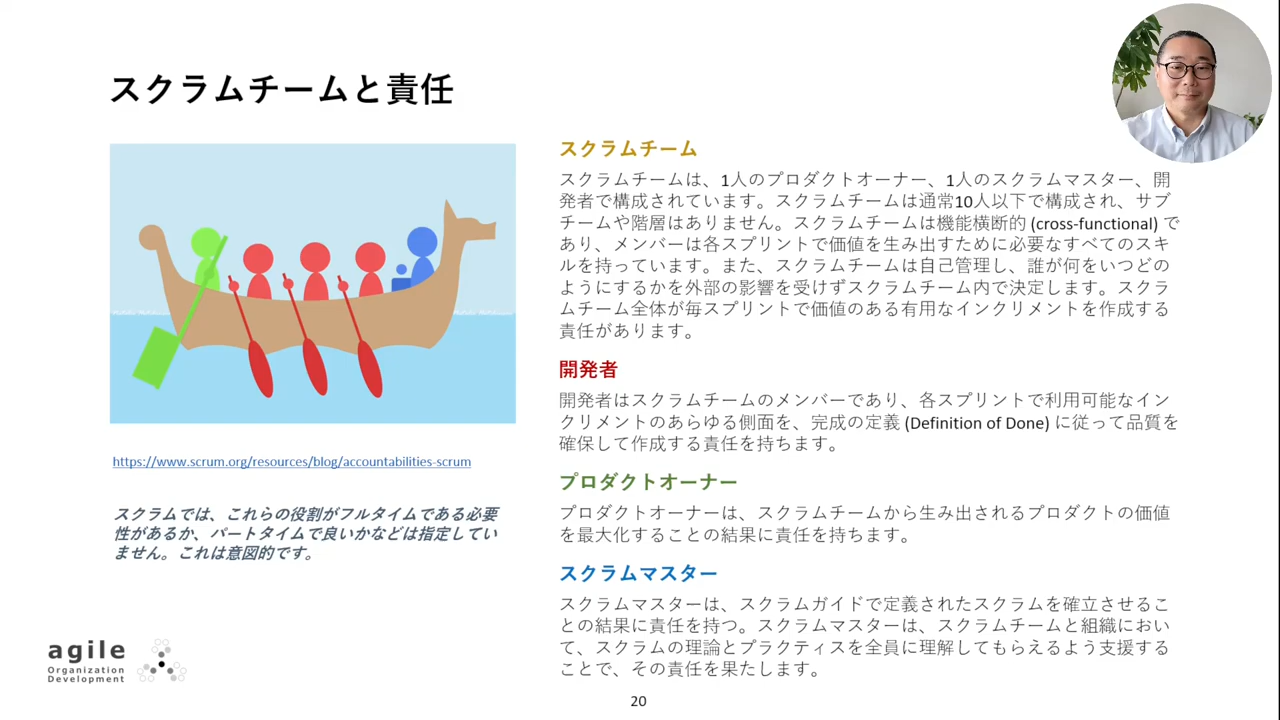 スクラムチームと責任
https://www.scrum.org/resources/blog/accountabilities-scrum
スクラムでは、これらの役割がフルタイムである必要
性があるか、パートタイムで良いかなどは指定してい
ません。これは意図的です。
スクラムチーム
スクラムチームは、1人のプロダクトオーナー、1人のスクラムマスター、開
発者で構成されています。スクラムチームは通常10人以下で構成され、サブ
チームや階層はありません。スクラムチームは機能横断的 (cross-functional) で
あり、メンバーは各スプリントで価値を生み出すために必要なすべてのスキ
ルを持っています。また、スクラムチームは自己管理し、誰が何をいつどの
ようにするかを外部の影響を受けずスクラムチーム内で決定します。スクラ
ムチーム全体が毎スプリントで価値のある有用なインクリメントを作成する
責任があります。
開発者
開発者はスクラムチームのメンバーであり、各スプリントで利用可能なイン
クリメントのあらゆる側面を、完成の定義 (Definition of Done) に従って品質を
確保して作成する責任を持ちます。
プロダクトオーナー
プロダクトオーナーは、スクラムチームから生み出されるプロダクトの価値
を最大化することの結果に責任を持ちます。
スクラムマスター
スクラムマスターは、スクラムガイドで定義されたスクラムを確立させるこ
との結果に責任を持つ。スクラムマスターは、スクラムチームと組織におい
て、スクラムの理論とプラクティスを全員に理解してもらえるよう支援する
ことで、その責任を果たします。
agile
Organization
Development
20